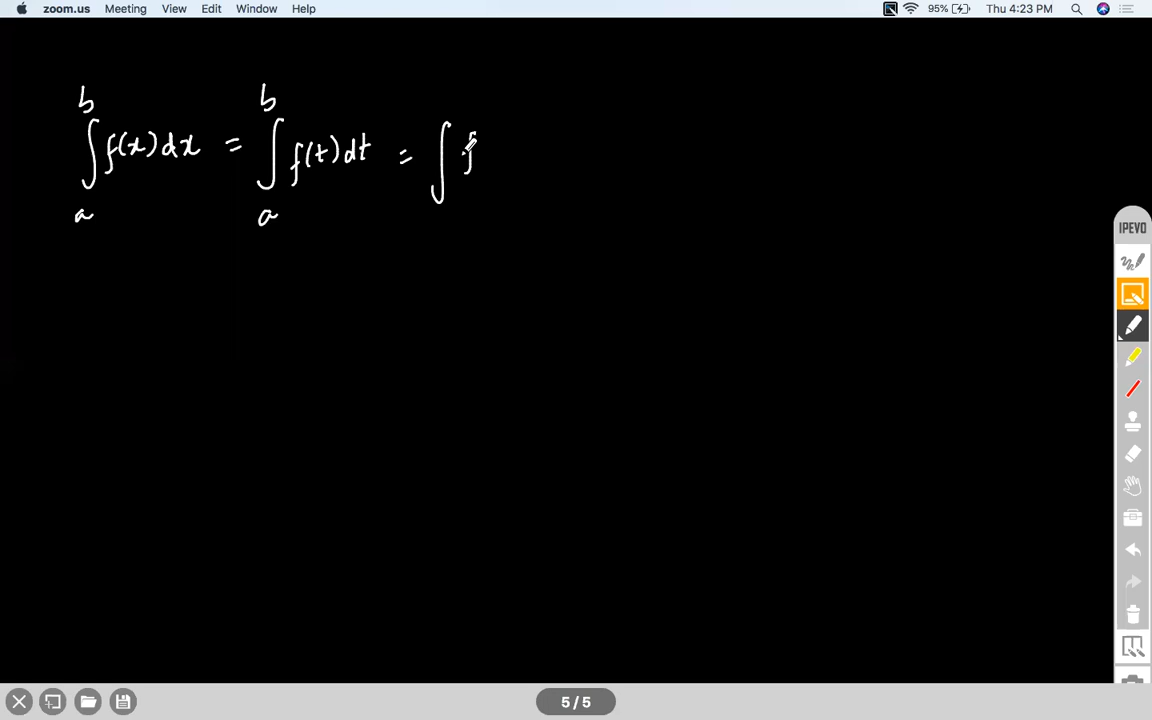 zoom.us Meeting View Edit Window Help 95% Thu 4:23 PM
b b
∫f(x)dx = ∫f(t)dt = ∫f
a a
IPEVO
5/5